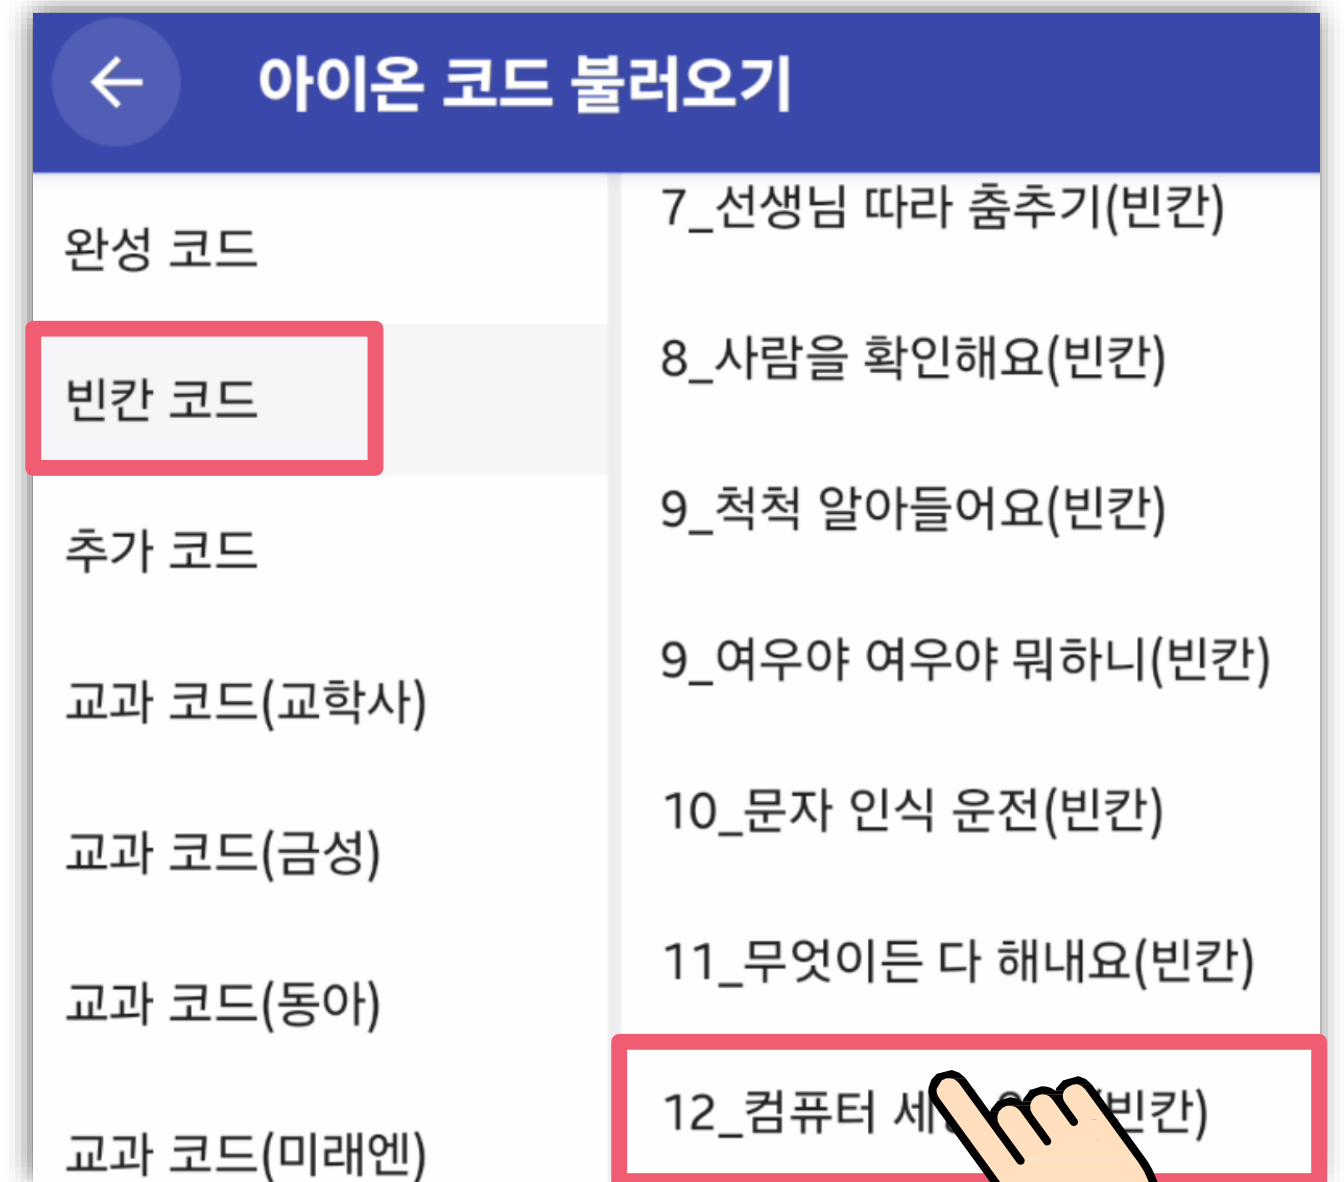 아이온 코드 불러오기
완성 코드
빈칸 코드
추가 코드
교과 코드(교학사)
교과 코드(금성)
교과 코드(동아)
교과 코드(미래엔)
7_선생님 따라 춤추기(빈칸)
8_사람을 확인해요(빈칸)
9_척척 알아들어요(빈칸)
9_여우야 여우야 뭐하니(빈칸)
10_문자 인식 운전(빈칸)
11_무엇이든 다 해내요(빈칸)
12_컴퓨터 빈칸)